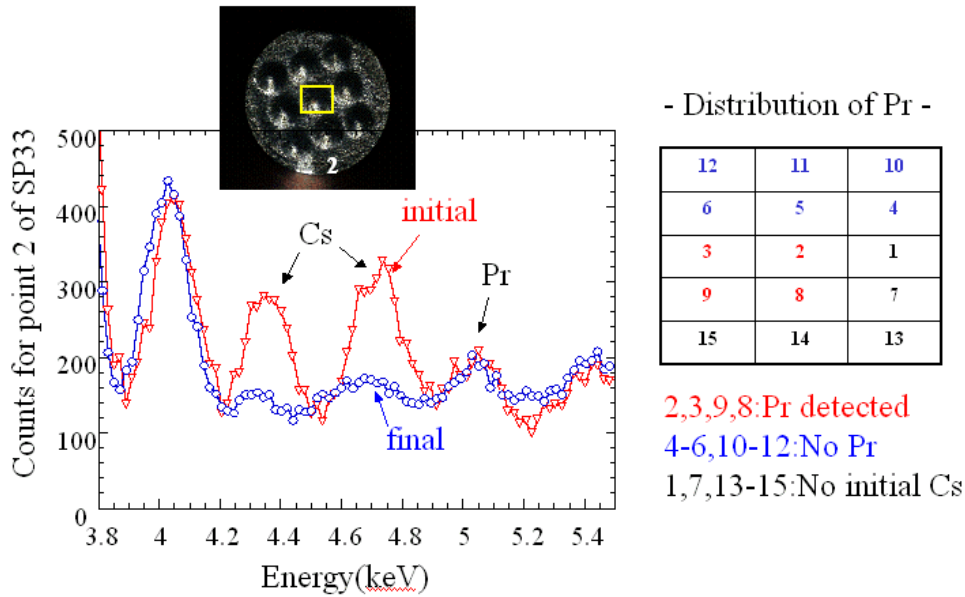 2
- Distribution of Pr -
Counts for point 2 of SP33
500
400
300
200
100
0
initial
Cs
Pr
final
3.8 4 4.2 4.4 4.6 4.8 5 5.2 5.4
Energy(keV)
12 11 10
6 5 4
3 2 1
9 8 7
15 14 13
2,3,9,8:Pr detected
4-6,10-12:No Pr
1,7,13-15:No initial Cs